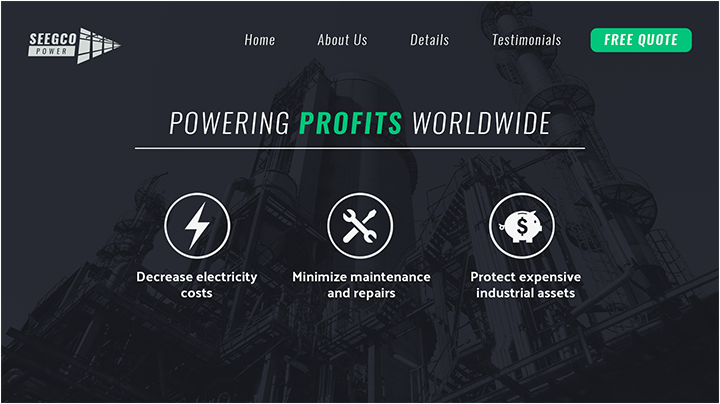 SEEGCO
POWER
Home
About Us
Details
Testimonials
FREE QUOTE
POWERING PROFITS WORLDWIDE
$
Decrease electricity
costs
Minimize maintenance
and repairs
Protect expensive
industrial assets